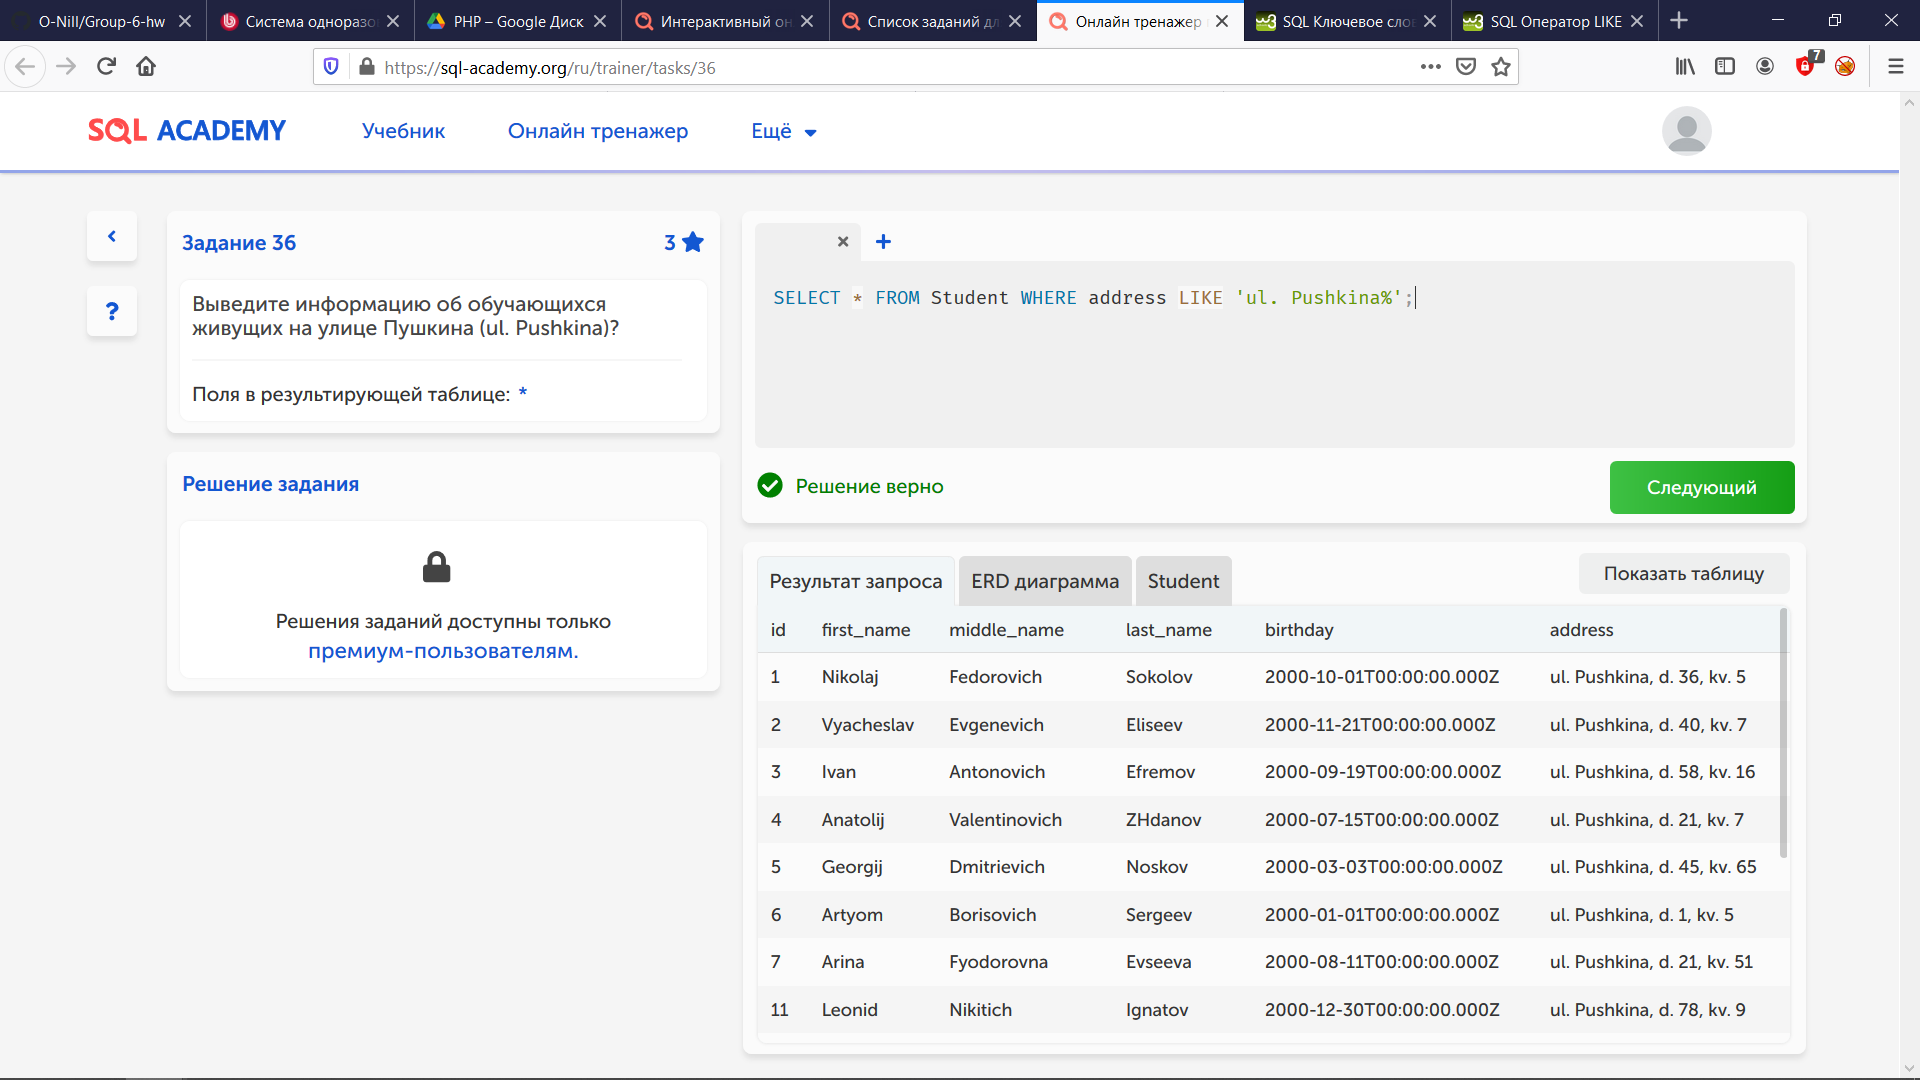 O-Nill/Group-6-hw
Система одноразо
PHP – Google Диск
Интерактивный он
Список заданий дл
Онлайн тренажер
SQL Ключевое сло
SQL Оператор LIKE
https://sql-academy.org/ru/trainer/tasks/36
7
SQL ACADEMY
Учебник
Онлайн тренажер
Ещё
Задание 36
3
Выведите информацию об обучающихся
живущих на улице Пушкина (ul. Pushkina)?
Поля в результирующей таблице: *
?
Решение задания
Решения заданий доступны только
премиум-пользователям.
SELECT * FROM Student WHERE address LIKE 'ul. Pushkina%';
Решение верно
Следующий
Результат запроса
ERD диаграмма
Student
Показать таблицу
id first_name middle_name last_name birthday address
1 Nikolaj Fedorovich Sokolov 2000-10-01T00:00:00.000Z ul. Pushkina, d. 36, kv. 5
2 Vyacheslav Evgenevich Eliseev 2000-11-21T00:00:00.000Z ul. Pushkina, d. 40, kv. 7
3 Ivan Antonovich Efremov 2000-09-19T00:00:00.000Z ul. Pushkina, d. 58, kv. 16
4 Anatolij Valentinovich ZHdanov 2000-07-15T00:00:00.000Z ul. Pushkina, d. 21, kv. 7
5 Georgij Dmitrievich Noskov 2000-03-03T00:00:00.000Z ul. Pushkina, d. 45, kv. 65
6 Artyom Borisovich Sergeev 2000-01-01T00:00:00.000Z ul. Pushkina, d. 1, kv. 5
7 Arina Fyodorovna Evseeva 2000-08-11T00:00:00.000Z ul. Pushkina, d. 21, kv. 51
11 Leonid Nikitich Ignatov 2000-12-30T00:00:00.000Z ul. Pushkina, d. 78, kv. 9